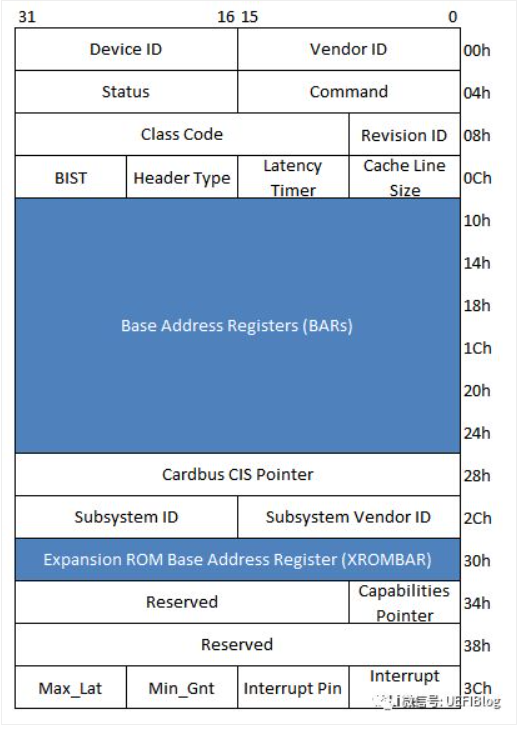 31 16 15 0
Device ID Vendor ID 00h
Status Command 04h
Class Code Revision ID 08h
BIST Header Type Latency Timer Cache Line Size 0Ch
10h
14h
18h
Base Address Registers (BARs)
1Ch
20h
24h
Cardbus CIS Pointer 28h
Subsystem ID Subsystem Vendor ID 2Ch
Expansion ROM Base Address Register (XROMBAR) 30h
Reserved Capabilities Pointer 34h
Reserved 38h
Max_Lat Min_Gnt Interrupt Pin Interrupt 3Ch
微信号: UEFIBlog